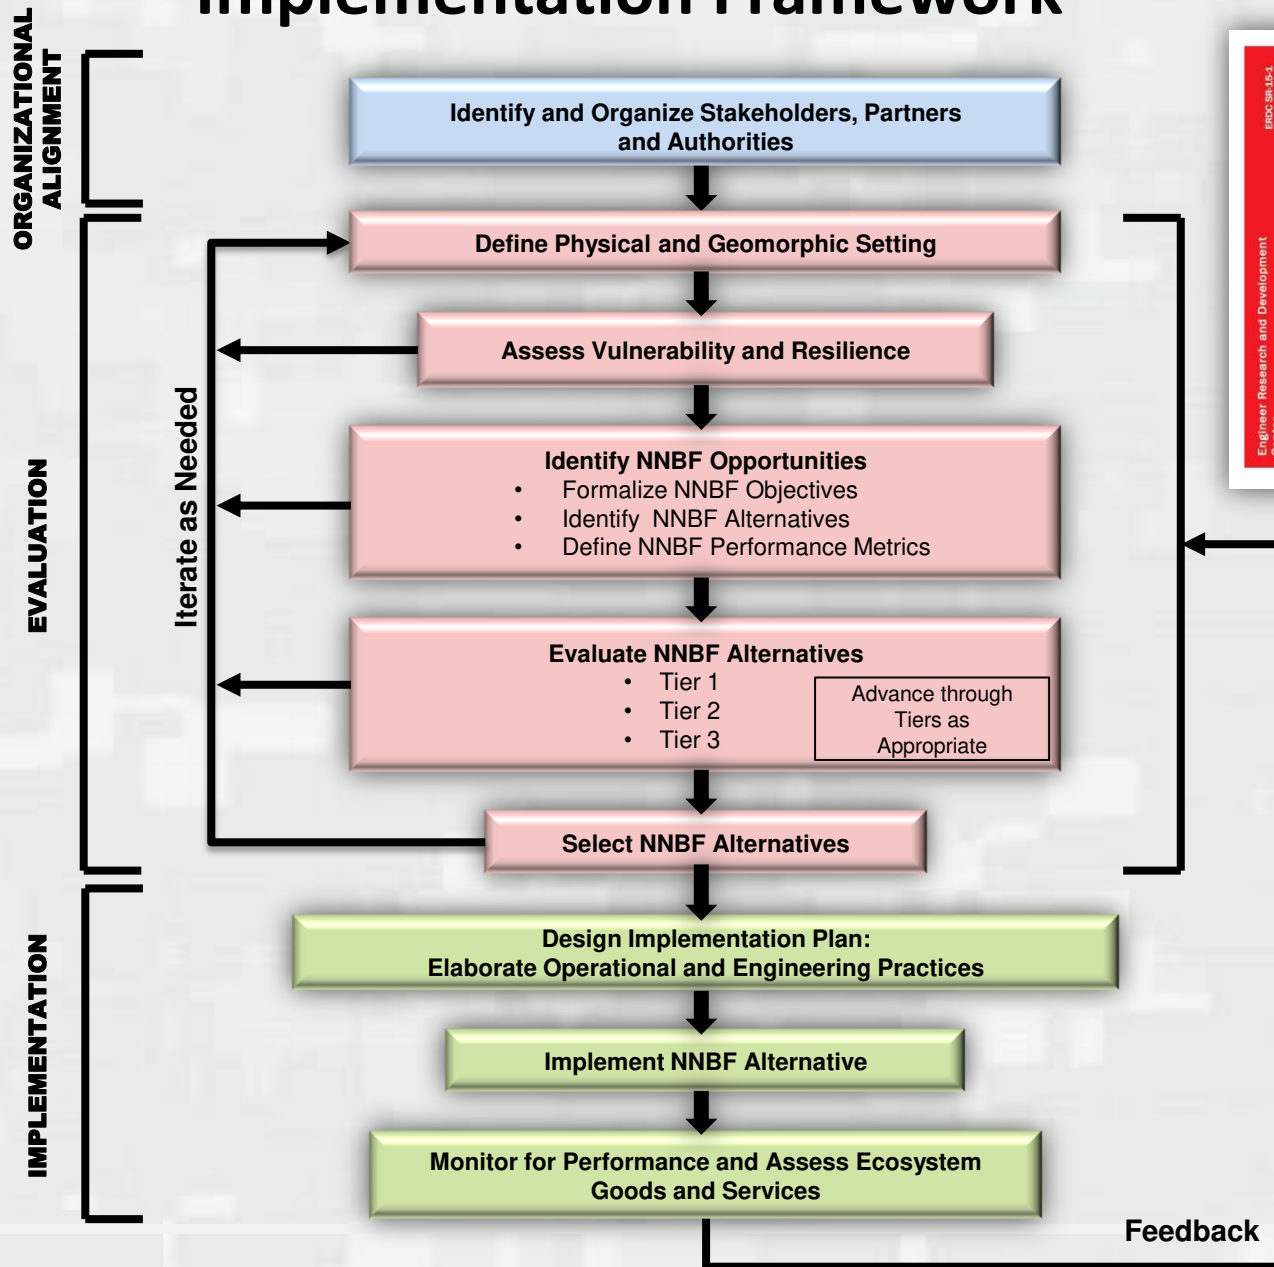 Implementation Framework
ORGANIZATIONAL
ALIGNMENT
Identify and Organize Stakeholders, Partners
and Authorities
ERDC SR-15-1
Engineer Research and Development
EVALUATION
Iterate as Needed
Define Physical and Geomorphic Setting
Assess Vulnerability and Resilience
Identify NNBF Opportunities
• Formalize NNBF Objectives
• Identify NNBF Alternatives
• Define NNBF Performance Metrics
Evaluate NNBF Alternatives
• Tier 1
• Tier 2
• Tier 3
Advance through
Tiers as
Appropriate
Select NNBF Alternatives
IMPLEMENTATION
Design Implementation Plan:
Elaborate Operational and Engineering Practices
Implement NNBF Alternative
Monitor for Performance and Assess Ecosystem
Goods and Services
Feedback